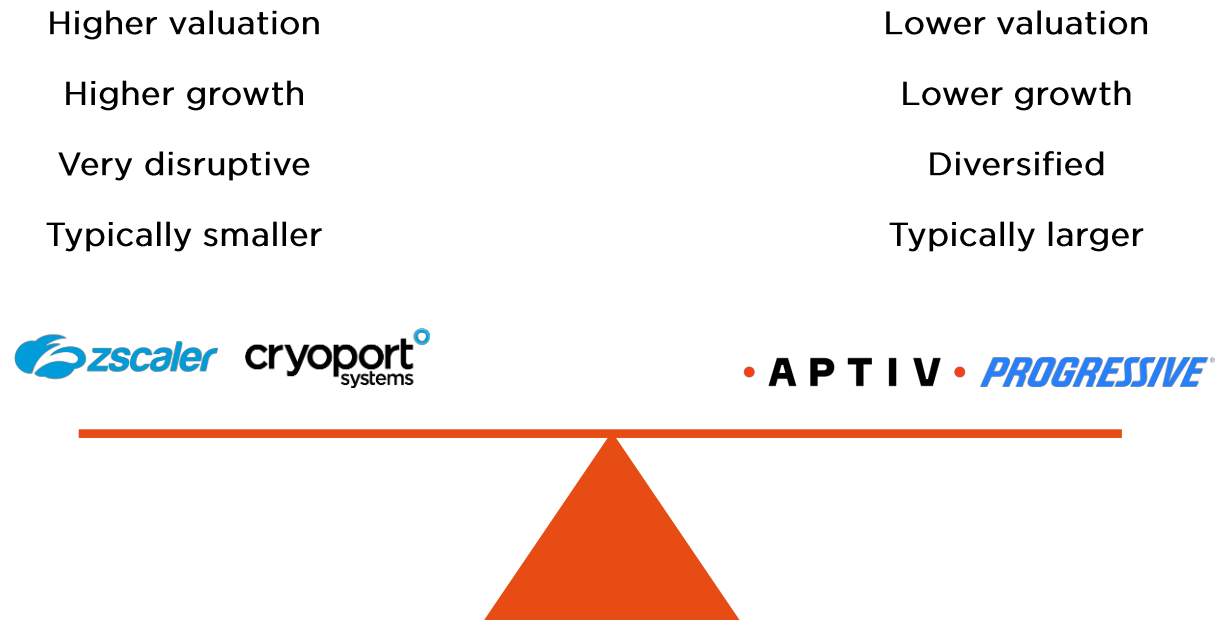 Higher valuation
Higher growth
Very disruptive
Typically smaller
zscaler
cryoport
systems
Lower valuation
Lower growth
Diversified
Typically larger
• APTIV •
PROGRESSIVE®